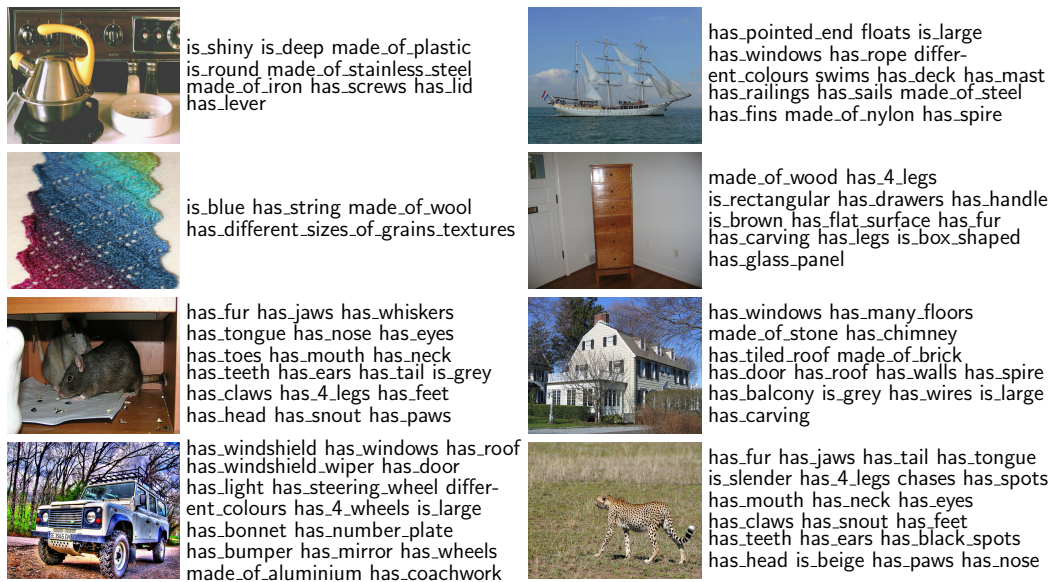 is_shiny is_deep made_of_plastic
is_round made_of_stainless_steel
made_of_iron has_screws has_lid
has_lever
has_pointed_end floats is_large
has_windows has_rope differ-
ent_colours swims has_deck has_mast
has_railings has_sails made_of_steel
has_fins made_of_nylon has_spire
is_blue has_string made_of_wool
has_different_sizes_of_grains_textures
made_of_wood has_4_legs
is_rectangular has_drawers has_handle
is_brown has_flat_surface has_fur
has_carving has_legs is_box_shaped
has_glass_panel
has_fur has_jaws has_whiskers
has_tongue has_nose has_eyes
has_toes has_mouth has_neck
has_teeth has_ears has_tail is_grey
has_claws has_4_legs has_feet
has_head has_snout has_paws
has_windows has_many_floors
made_of_stone has_chimney
has_tiled_roof made_of_brick
has_door has_roof has_walls has_spire
has_balcony is_grey has_wires is_large
has_carving
has_windshield has_windows has_roof
has_windshield_wiper has_door
has_light has_steering_wheel differ-
ent_colours has_4_wheels is_large
has_bonnet has_number_plate
has_bumper has_mirror has_wheels
made_of_aluminium has_coachwork
has_fur has_jaws has_tail has_tongue
is_slender has_4_legs chases has_spots
has_mouth has_neck has_eyes
has_claws has_snout has_feet
has_teeth has_ears has_black_spots
has_head is_beige has_paws has_nose